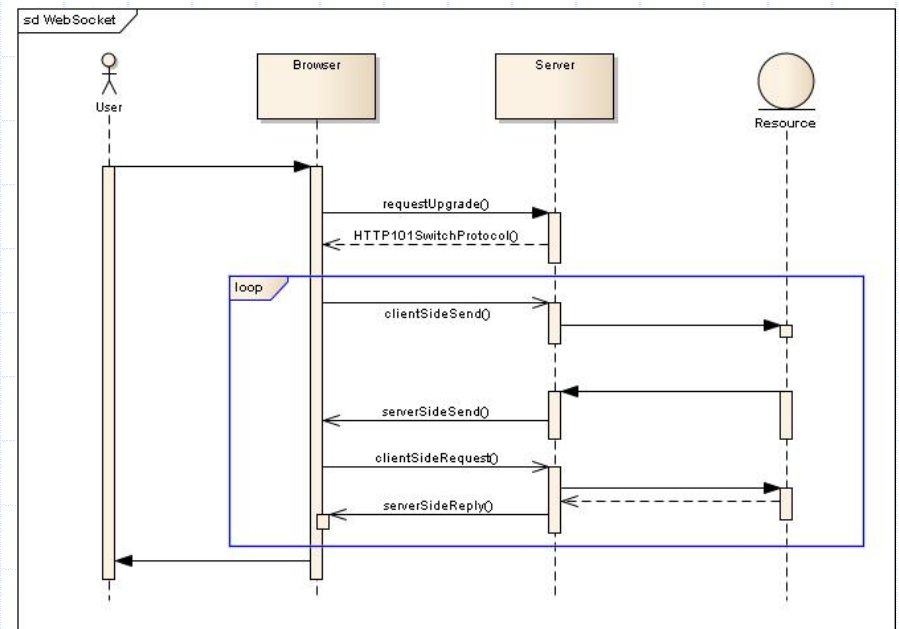 sd WebSocket
Browser
Server
User
Resource
requestUpgrade()
HTTP101SwitchProtocol()
loop
clientSideSend()
serverSideSend()
clientSideRequest()
serverSideReply()